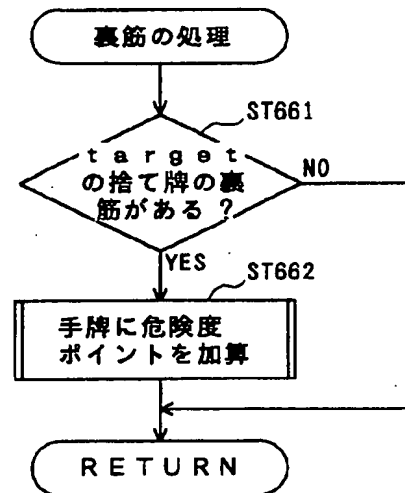 裏筋の処理
ST661
target
の捨て牌の裏
筋がある?
NO
YES
ST662
手牌に危険度
ポイントを加算
RETURN